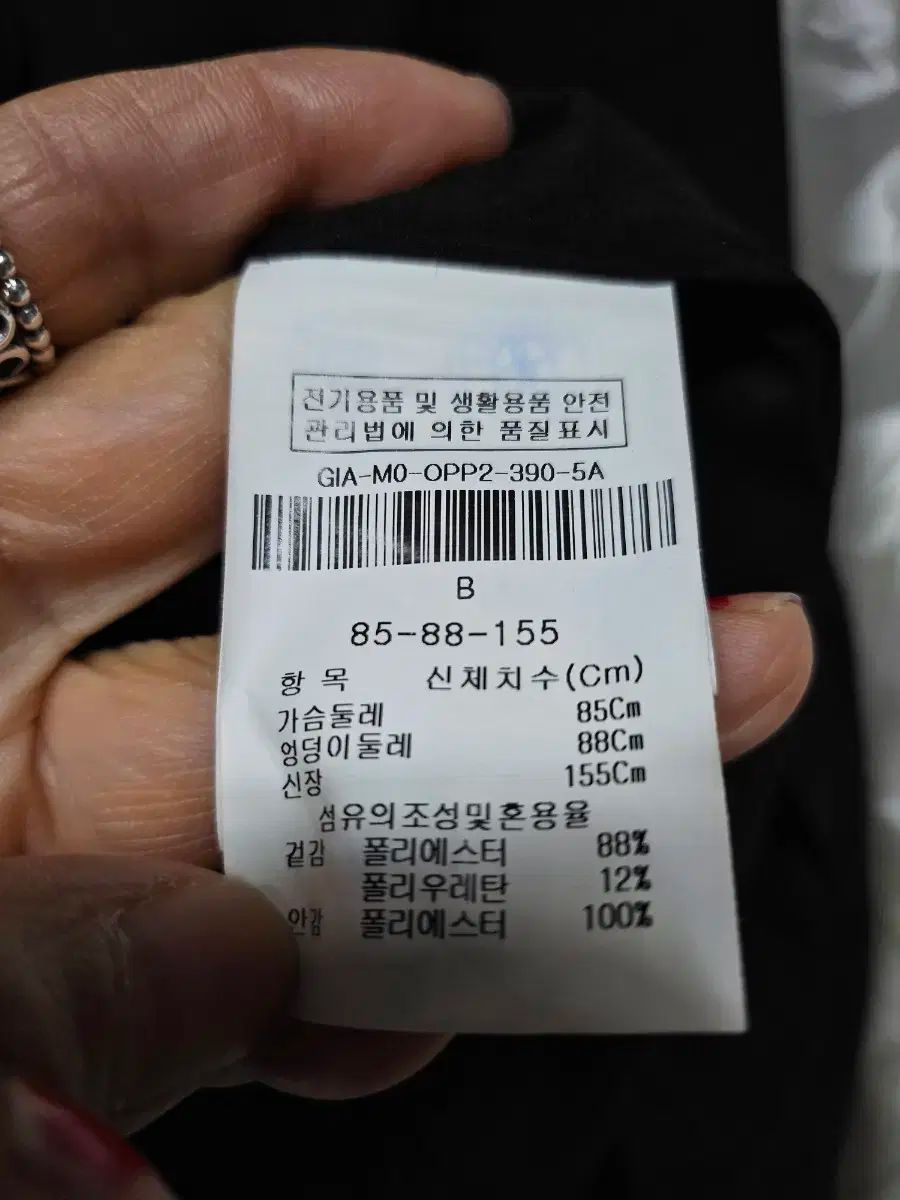 전기용품 및 생활용품 안전
관리법에 의한 품질표시
GIA-M0-OPP2-390-5A
B
85-88-155
항 목 신체치수(Cm)
가슴둘레 85Cm
엉덩이둘레 88Cm
신장 155Cm
섬유의조성및혼용율
겉감 폴리에스터 88%
폴리우레탄 12%
안감 폴리에스터 100%